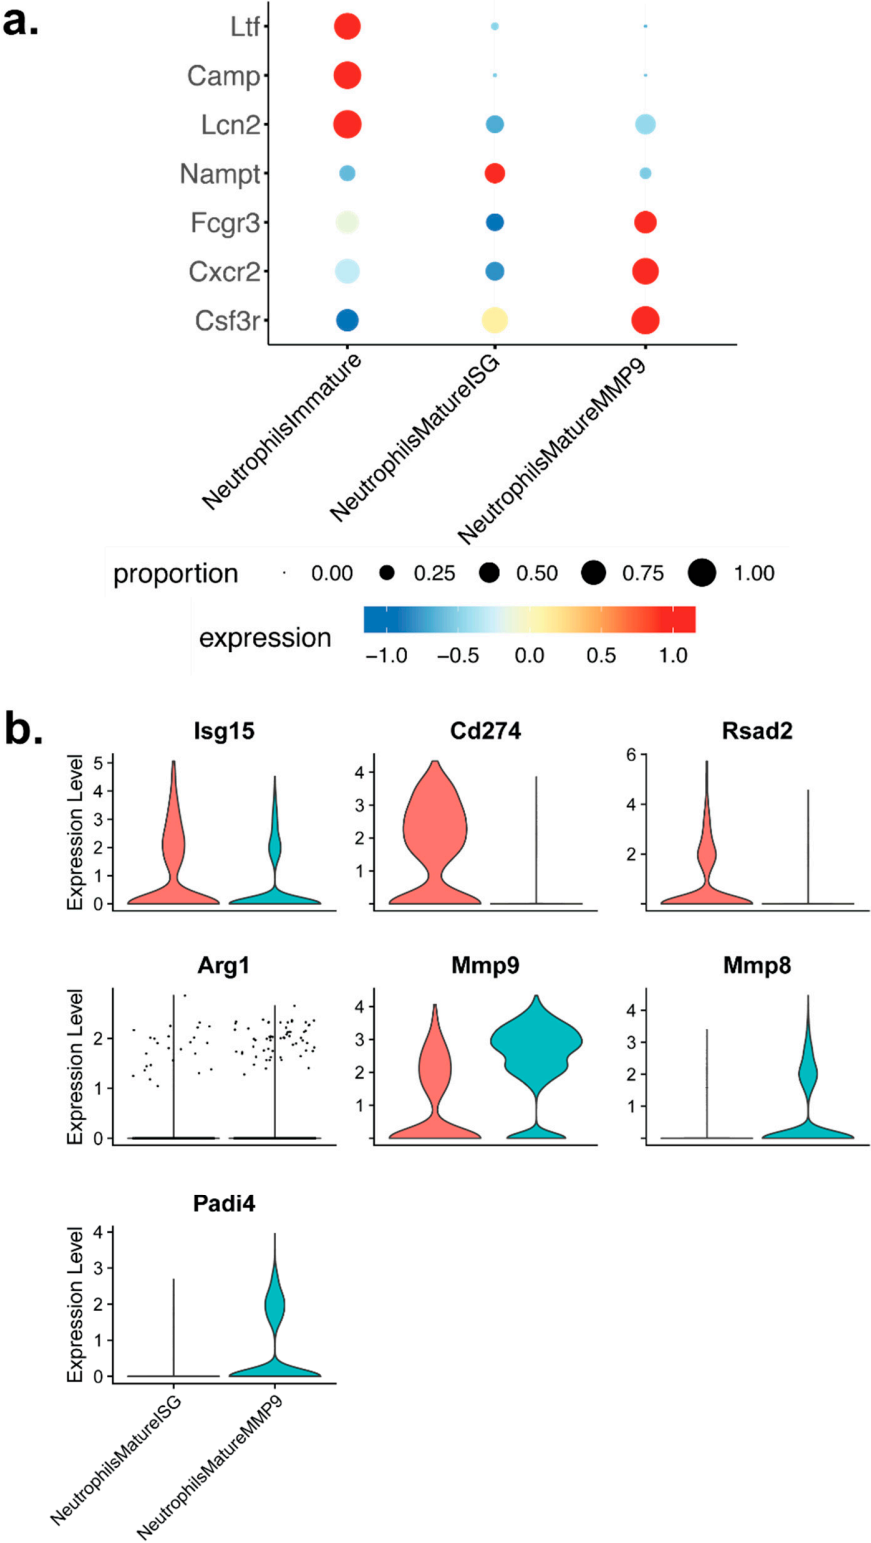 a.
Ltf
Camp
Lcn2
Nampt
Fcgr3
Cxcr2
Csf3r
NeutrophilsImmature
NeutrophilsMatureISG
NeutrophilsMatureMMP9
proportion 0.00 0.25 0.50 0.75 1.00
expression
−1.0 −0.5 0.0 0.5 1.0
b.
Isg15 Cd274 Rsad2
Expression Level
5
4
3
2
1
0
4
3
2
1
6
4
2
Arg1 Mmp9 Mmp8
Expression Level
2
1
0
4
3
2
1
4
3
2
1
Padi4
Expression Level
4
3
2
1
0
NeutrophilsMatureISG
NeutrophilsMatureMMP9